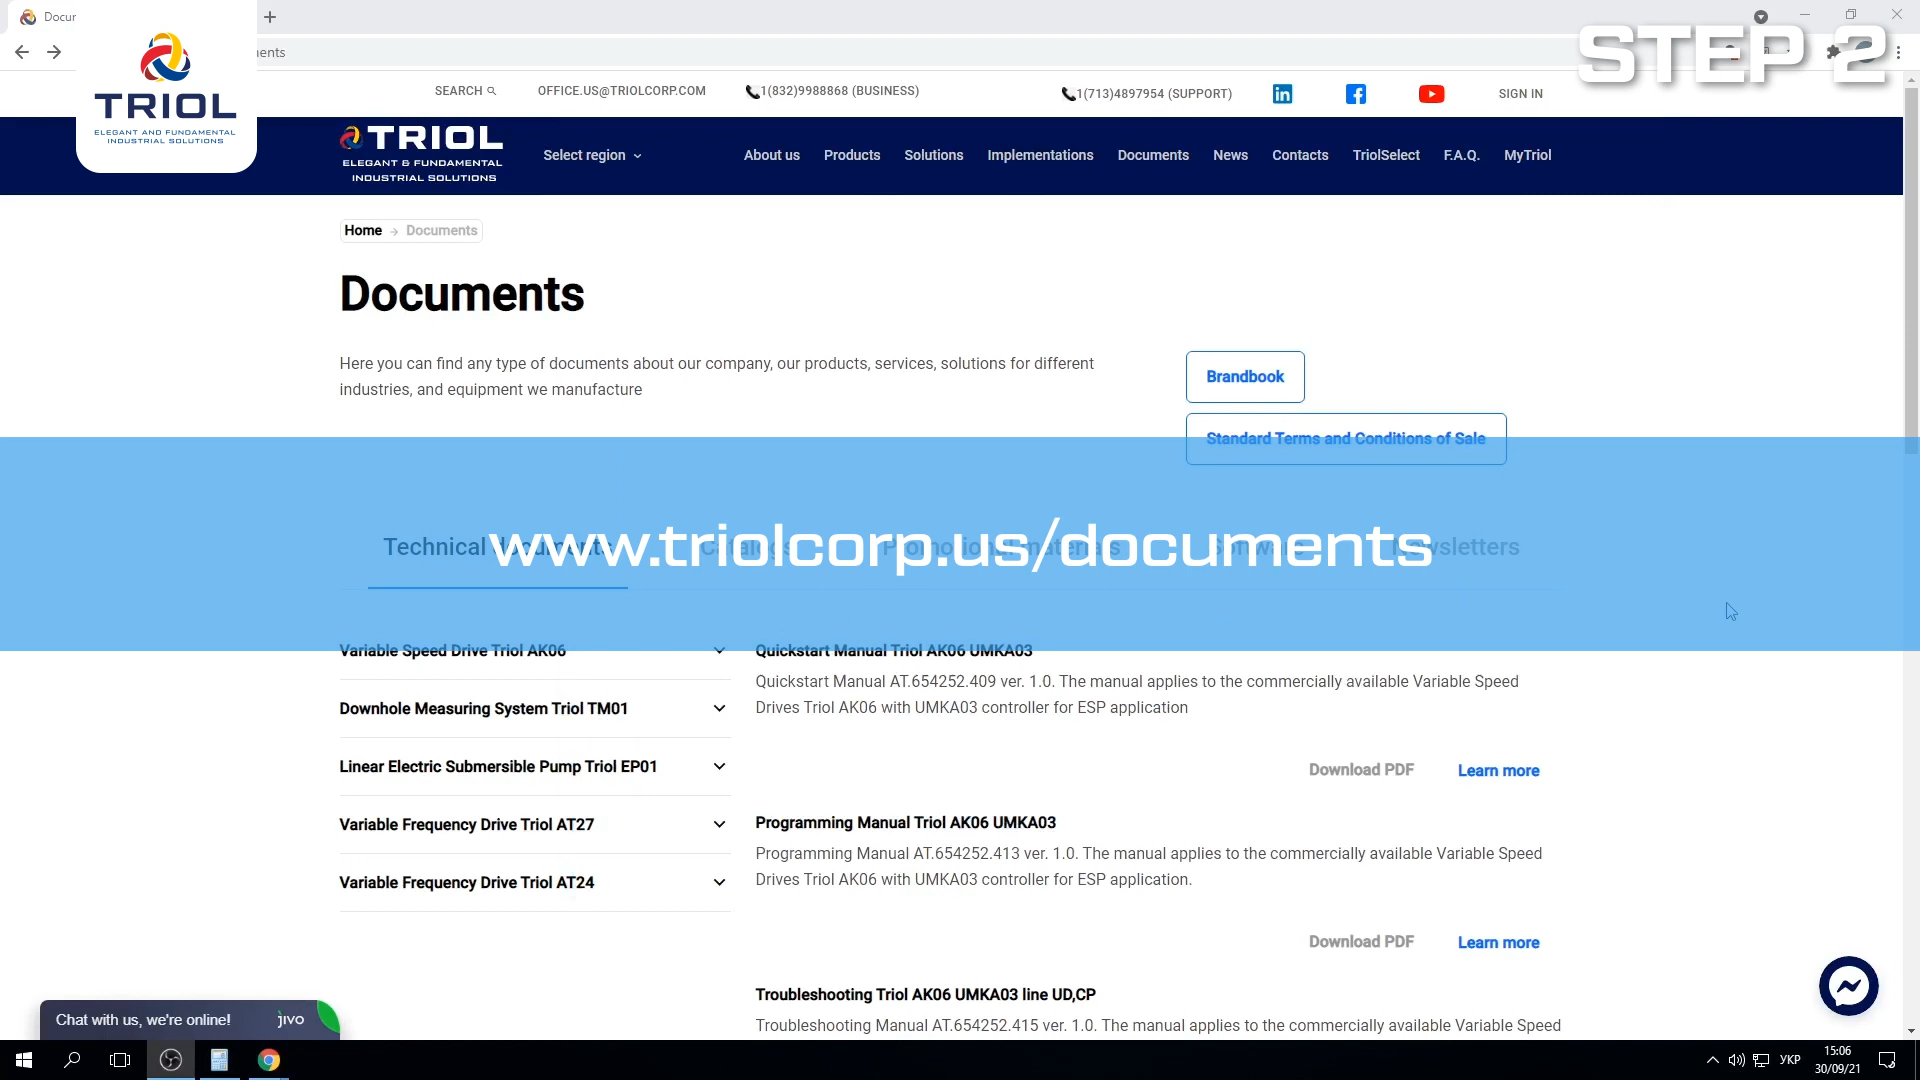 Docur
STEP 2
ments
TRIOL
ELEGANT AND FUNDAMENTAL
INDUSTRIAL SOLUTIONS
SEARCH
OFFICE.US@TRIOLCORP.COM
1(832)9988868 (BUSINESS)
1(713)4897954 (SUPPORT)
SIGN IN
TRIOL
ELEGANT & FUNDAMENTAL
INDUSTRIAL SOLUTIONS
Select region
About us Products Solutions Implementations Documents News Contacts TriolSelect F.A.Q. MyTriol
Home → Documents
Documents
Here you can find any type of documents about our company, our products, services, solutions for different
industries, and equipment we manufacture
Brandbook
Standard Terms and Conditions of Sale
www.triolcorp.us/documents
Technical documents Catalogs Promotional materials Software Newsletters
Variable Speed Drive Triol AK06
Downhole Measuring System Triol TM01
Linear Electric Submersible Pump Triol EP01
Variable Frequency Drive Triol AT27
Variable Frequency Drive Triol AT24
Quickstart Manual Triol AK06 UMKA03
Quickstart Manual AT.654252.409 ver. 1.0. The manual applies to the commercially available Variable Speed
Drives Triol AK06 with UMKA03 controller for ESP application
Download PDF Learn more
Programming Manual Triol AK06 UMKA03
Programming Manual AT.654252.413 ver. 1.0. The manual applies to the commercially available Variable Speed
Drives Triol AK06 with UMKA03 controller for ESP application.
Download PDF Learn more
Troubleshooting Triol AK06 UMKA03 line UD,CP
Troubleshooting Manual AT.654252.415 ver. 1.0. The manual applies to the commercially available Variable Speed
Chat with us, we're online! jivo
УКР
15:06
30/09/21